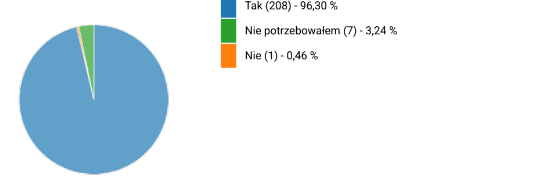 Tak (208) - 96,30 %
Nie potrzebowałem (7) - 3,24 %
Nie (1) - 0,46 %